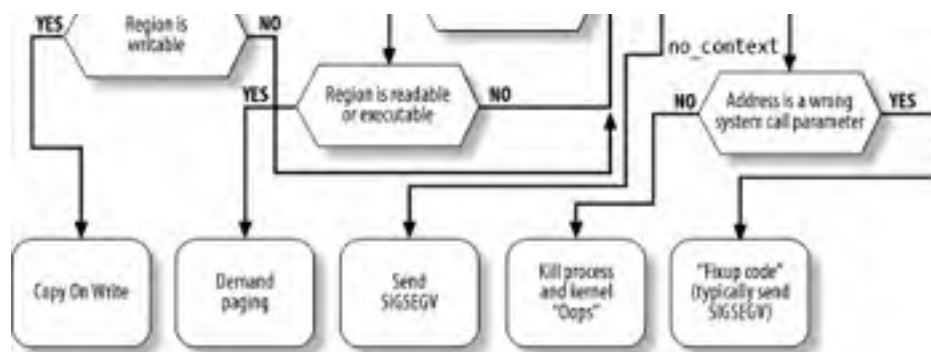 YES
Region is
writable
NO
no_context
YES
Region is readable
or executable
NO
NO
Address is a wrong
system call parameter
YES
Copy On Write
Demand
paging
Send
SIGSEGV
Kill process
and kernel
"Oops"
"Fixup code"
(typically send
SIGSEGV)